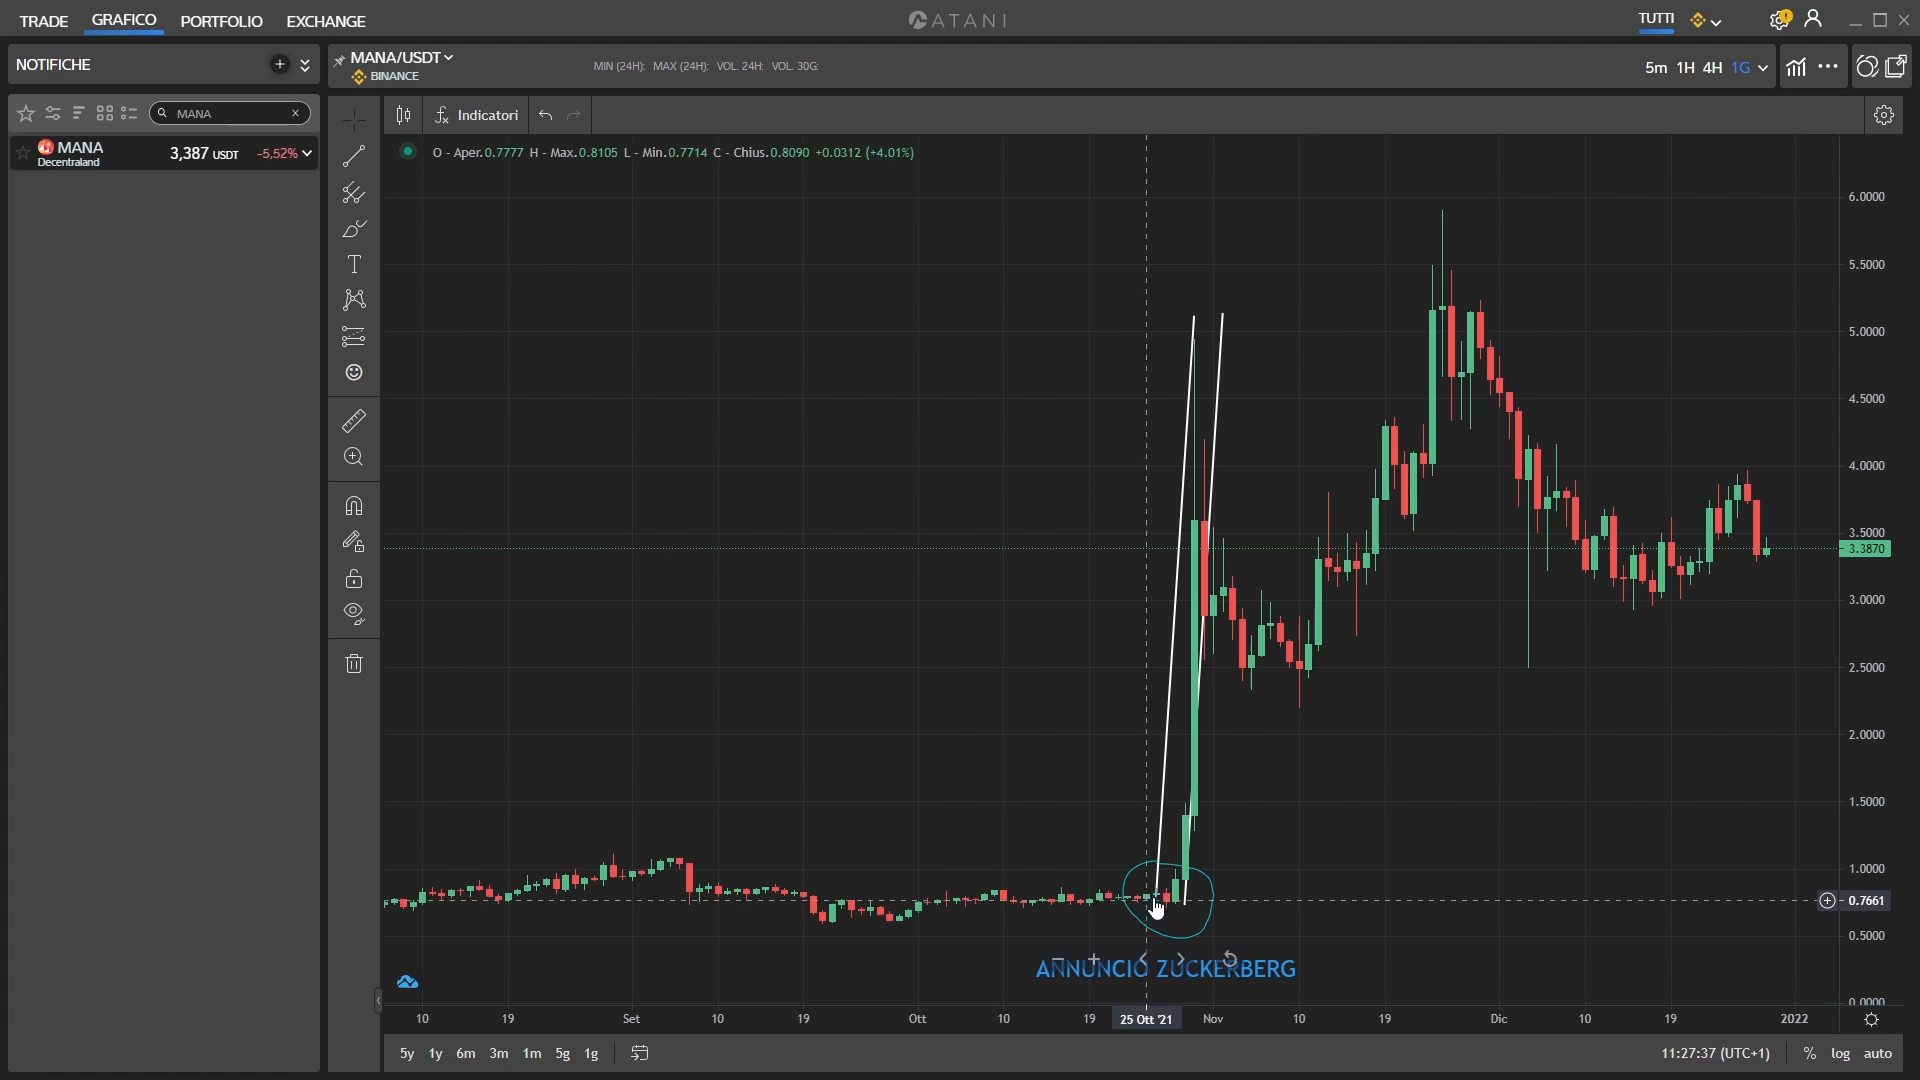 TRADE GRAFICO PORTFOLIO EXCHANGE ATANI TUTTI
NOTIFICHE
MANA/USDT
BINANCE
MIN (24H): MAX (24H): VOL. 24H: VOL. 30G:
5m 1H 4H 1G
MANA
MANA
Decentraland
3,387 USDT -5,52%
Indicatori
O - Aper.0.7777 H - Max.0.8105 L - Min.0.7714 C - Chius.0.8090 +0.0312 (+4.01%)
6.0000
5.5000
5.0000
4.5000
4.0000
3.5000
3.3870
3.0000
2.5000
2.0000
1.5000
1.0000
0.7661
0.5000
0.0000
ANNUNCIO ZUCKERBERG
10 19 Set 10 19 Ott 10 19 25 Ott '21 Nov 10 19 Dic 10 19 2022
5y 1y 6m 3m 1m 5g 1g
11:27:37 (UTC+1) % log auto